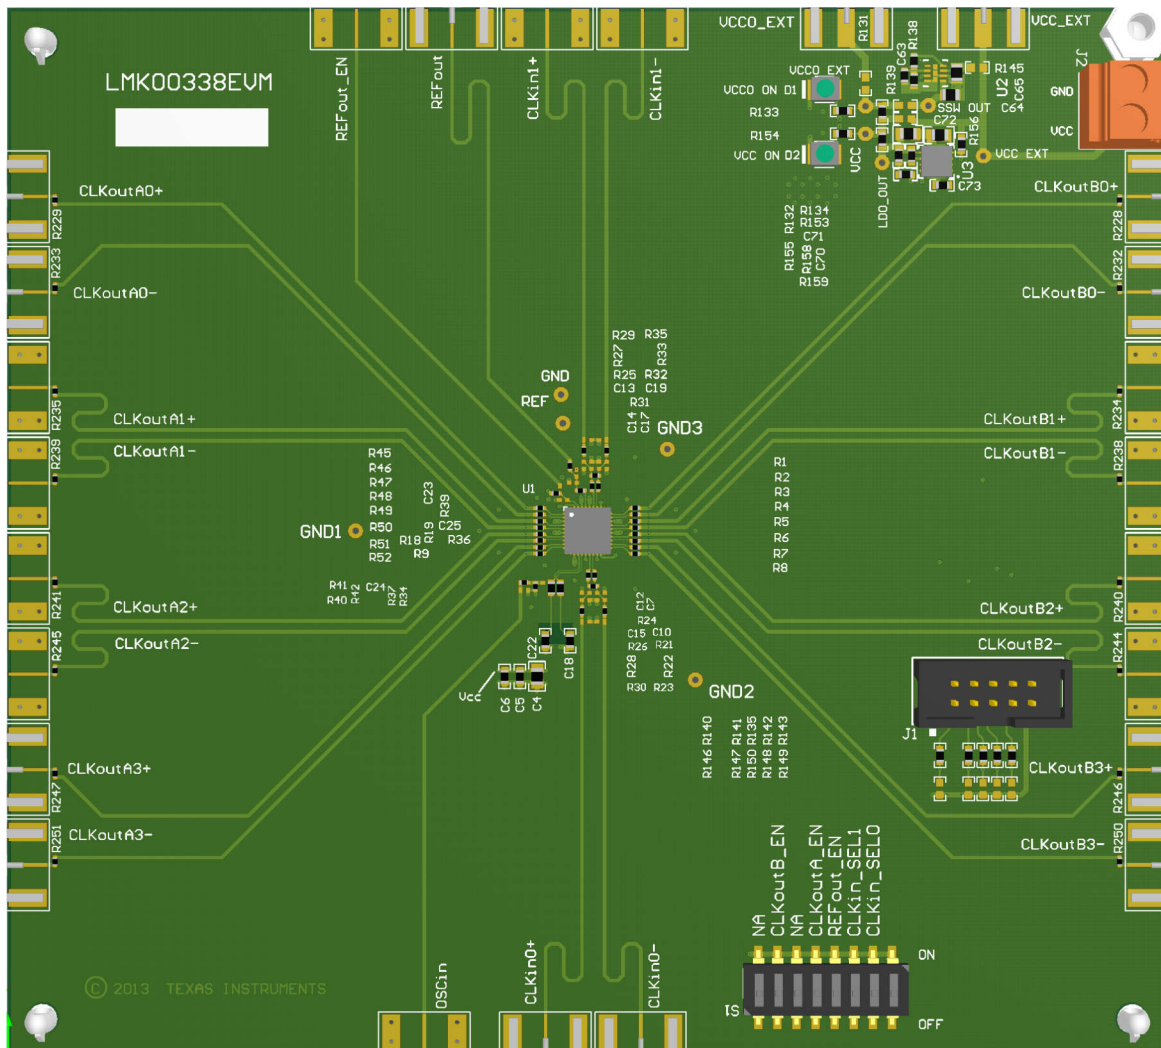 LMK00338EVM
REFout_EN
REFout
CLKin1+
CLKin1-
VCCO_EXT
R131
VCC_EXT
J2
GND
VCC
VCCO EXT
VCCO ON D1
R133
R154
VCC ON D2
VCC
R139
C63
R138
R145
U2
C65
C64
SSW OUT
C72
R156
VCC EXT
U3
C73
LDO_OUT
R132
R134
R153
C71
R155
R158
C70
R159
CLKoutA0+
R229
R233
CLKoutA0-
CLKoutB0+
R228
R232
CLKoutB0-
R235
CLKoutA1+
R239
CLKoutA1-
R234
CLKoutB1+
R238
CLKoutB1-
R29
R35
R27
R33
R25
R32
C13
C19
R31
C14
C17
GND
REF
GND3
R45
R46
R47
R48
R49
R50
R51
R52
C23
R39
R19
C25
R18
R36
R9
U1
GND1
R1
R2
R3
R4
R5
R6
R7
R8
R41
R40
R42
C24
R37
R34
R241
CLKoutA2+
R245
CLKoutA2-
R240
CLKoutB2+
R244
CLKoutB2-
C12
C7
R24
C15
C10
R26
R21
R28
R22
R30
R23
C22
C18
Vcc
C6
C5
C4
GND2
J1
R146
R140
R147
R141
R150
R135
R148
R142
R149
R143
CLKoutA3+
R247
R251
CLKoutA3-
CLKoutB3+
R246
R250
CLKoutB3-
NA
CLKoutB_EN
NA
CLKoutA_EN
REFout_EN
CLKin_SEL1
CLKin_SEL0
ON
S1
OFF
© 2013 TEXAS INSTRUMENTS
OSCin
CLKin0+
CLKin0-